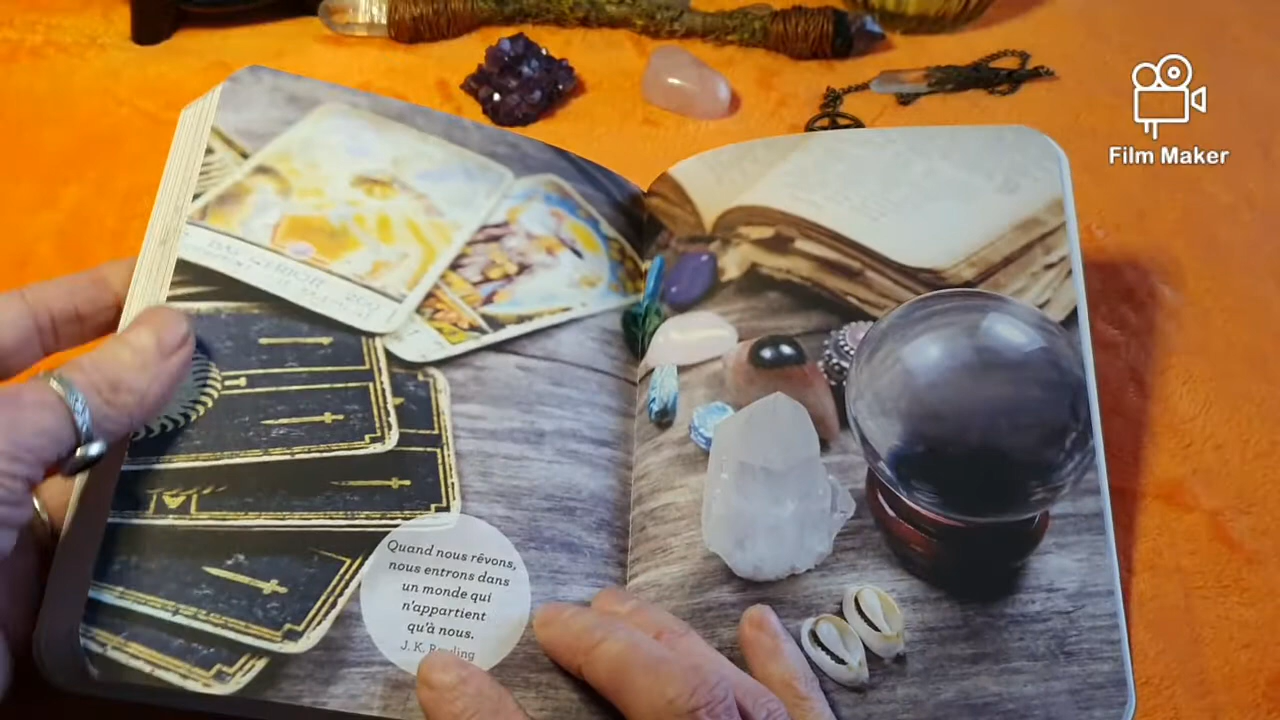 Film Maker
Quand nous rêvons,
nous entrons dans
un monde qui
n'appartient
qu'à nous.
J. K. Rowling